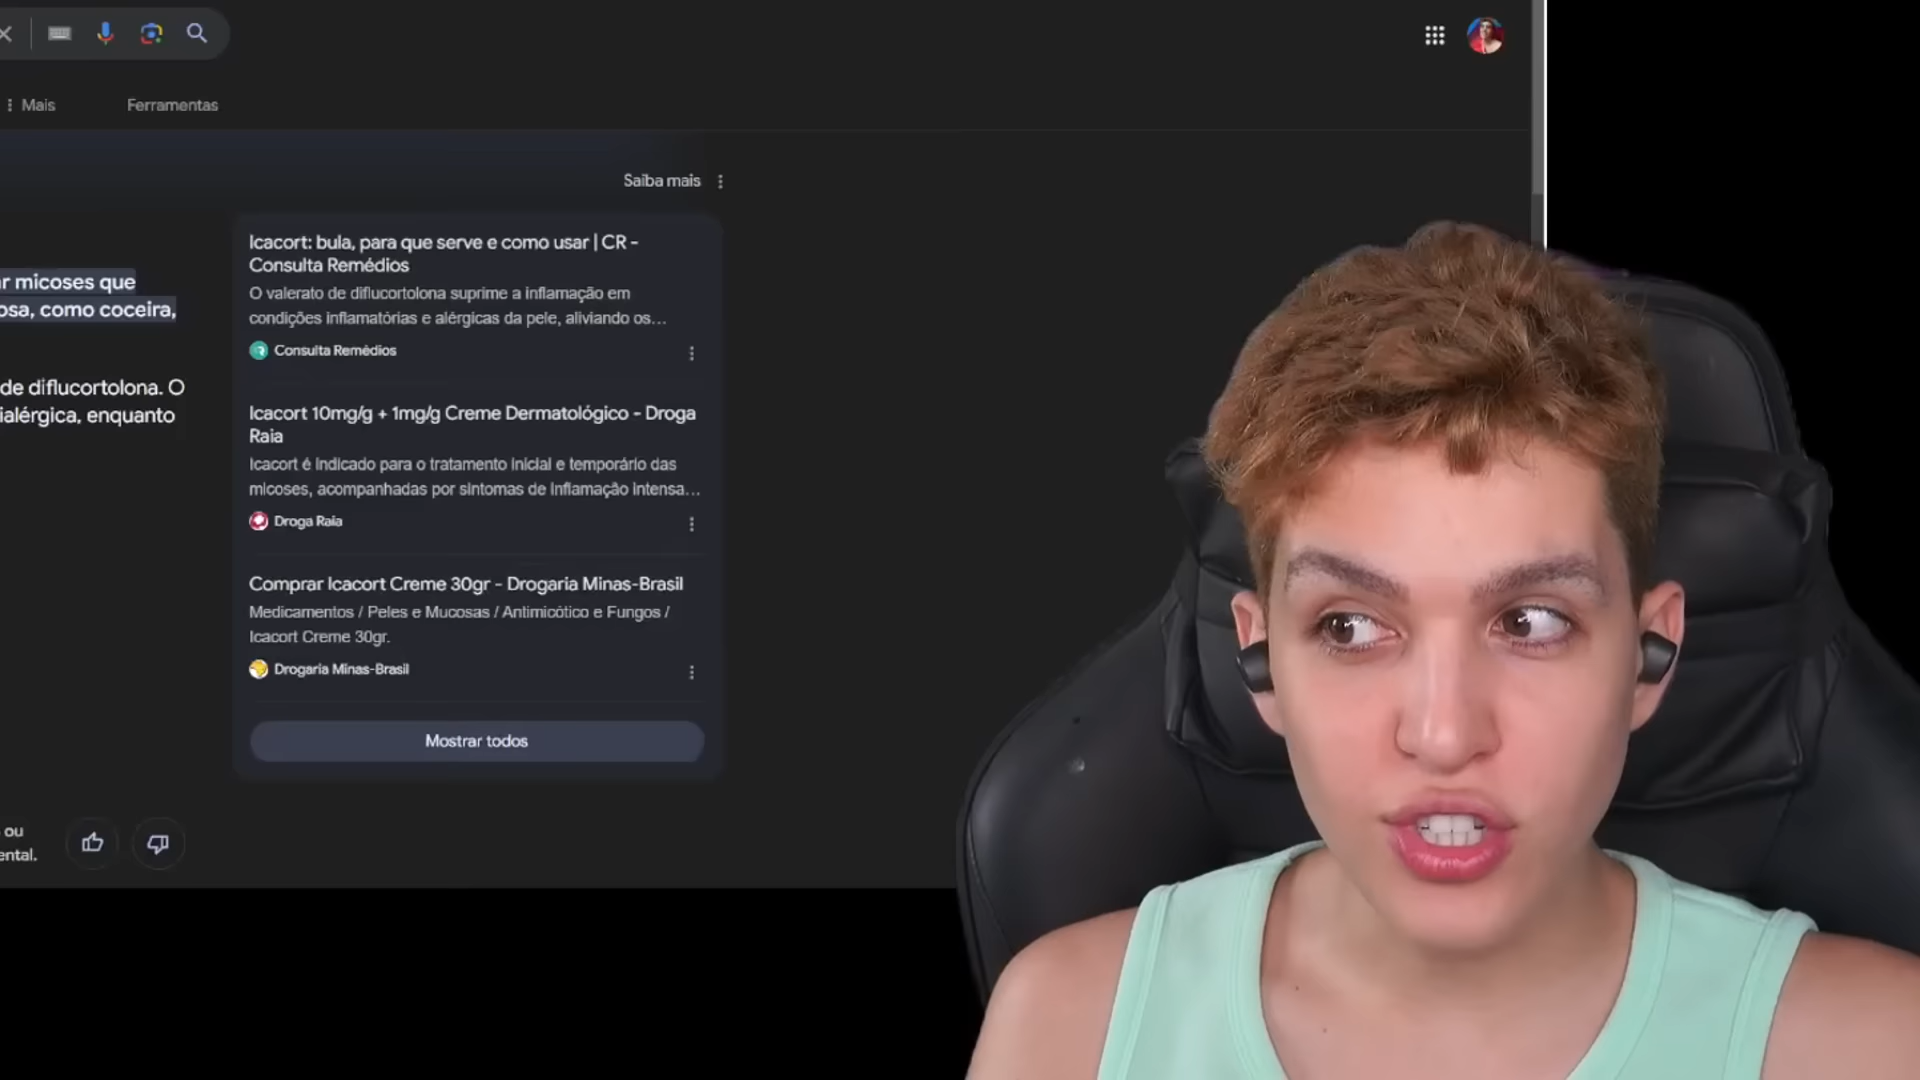 Mais
Ferramentas
Saiba mais
ar micoses que
osa, como coceira,
de diflucortolona. O
ialérgica, enquanto
Icacort: bula, para que serve e como usar | CR -
Consulta Remédios
O valerato de diflucortolona suprime a inflamação em
condições inflamatórias e alérgicas da pele, aliviando os...
Consulta Remédios
Icacort 10mg/g + 1mg/g Creme Dermatológico - Droga
Raia
Icacort é indicado para o tratamento inicial e temporário das
micoses, acompanhadas por sintomas de inflamação intensa...
Droga Raia
Comprar Icacort Creme 30gr - Drogaria Minas-Brasil
Medicamentos / Peles e Mucosas / Antimicótico e Fungos /
Icacort Creme 30gr.
Drogaria Minas-Brasil
Mostrar todos
ou
ental.